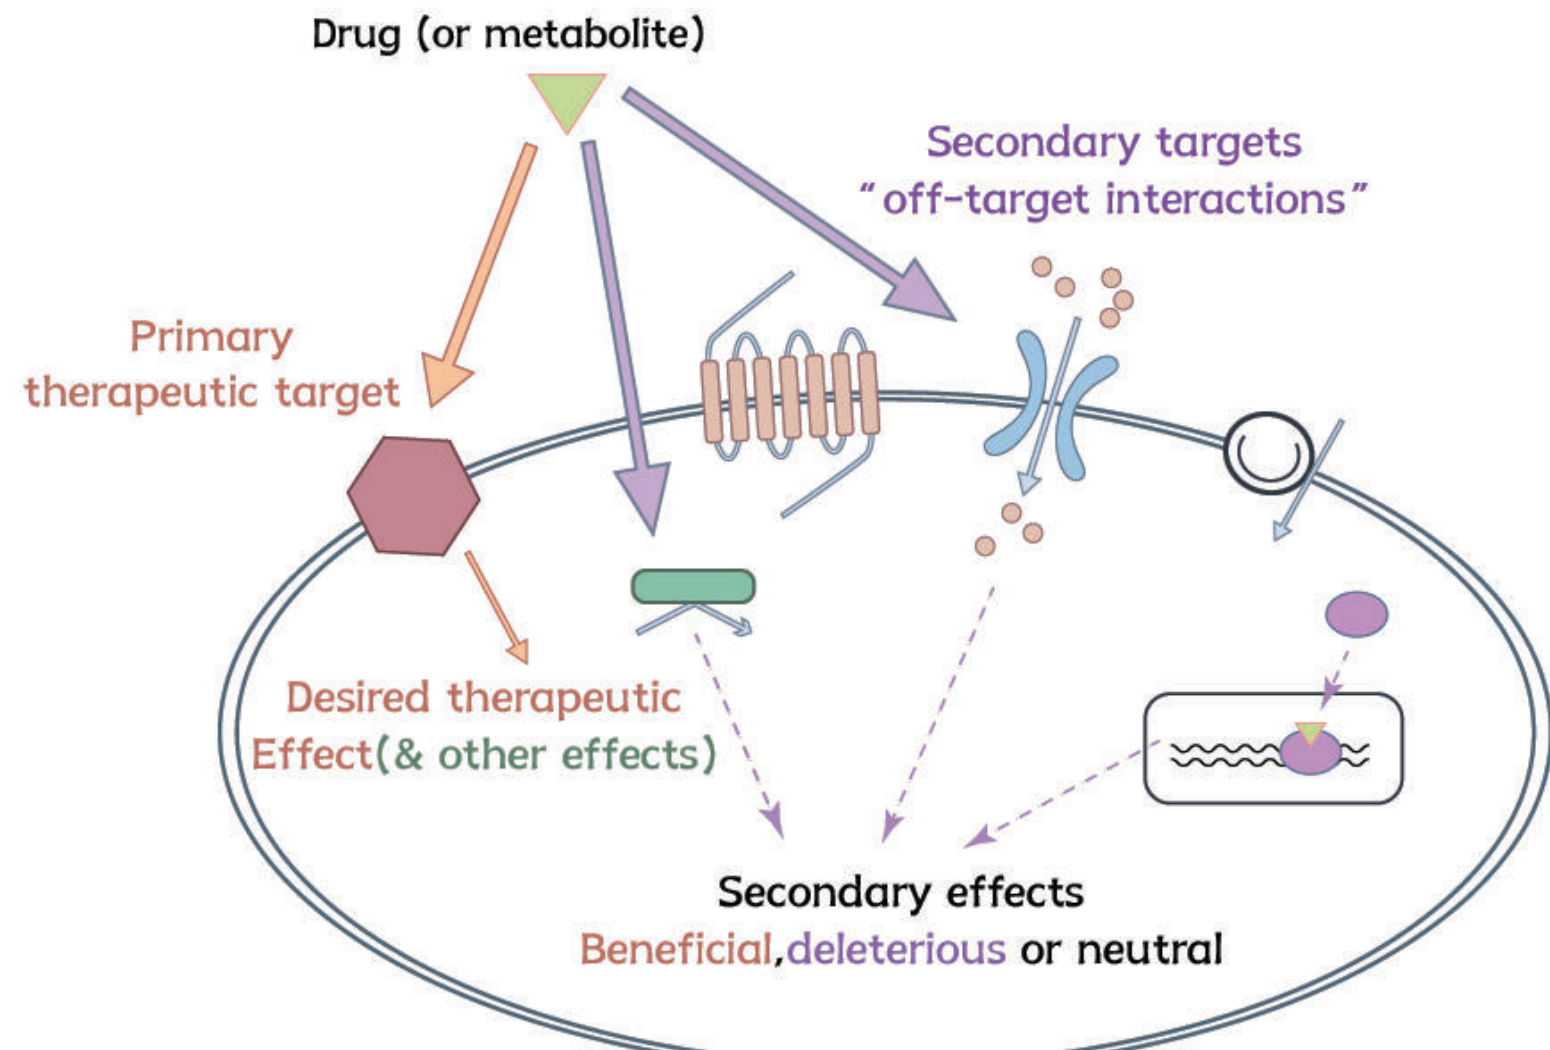 Drug (or metabolite)
Secondary targets
“off-target interactions”
Primary
therapeutic target
Desired therapeutic
Effect(& other effects)
Secondary effects
Beneficial,deleterious or neutral